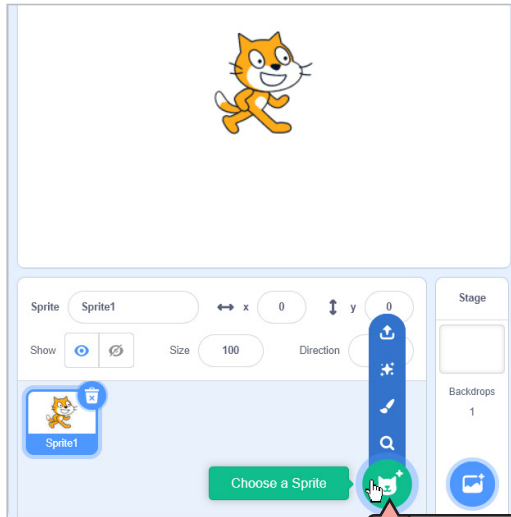 Sprite Sprite1 x 0 y 0
Show Size 100 Direction
Sprite1
Choose a Sprite
Stage
Backdrops
1